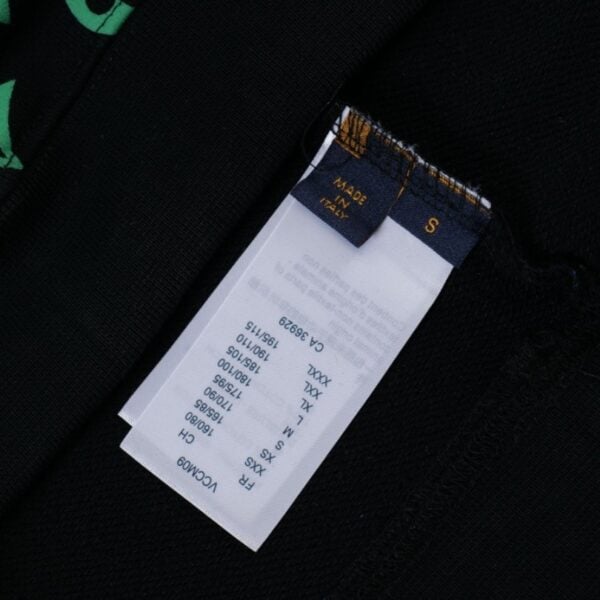 MADE
IN
ITALY
S
VCCM09
FR CH
XXS 160/80
XS 165/85
S 170/90
M 175/95
L 180/100
XL 185/105
XXL 190/110
XXXL 195/115
CA 36929